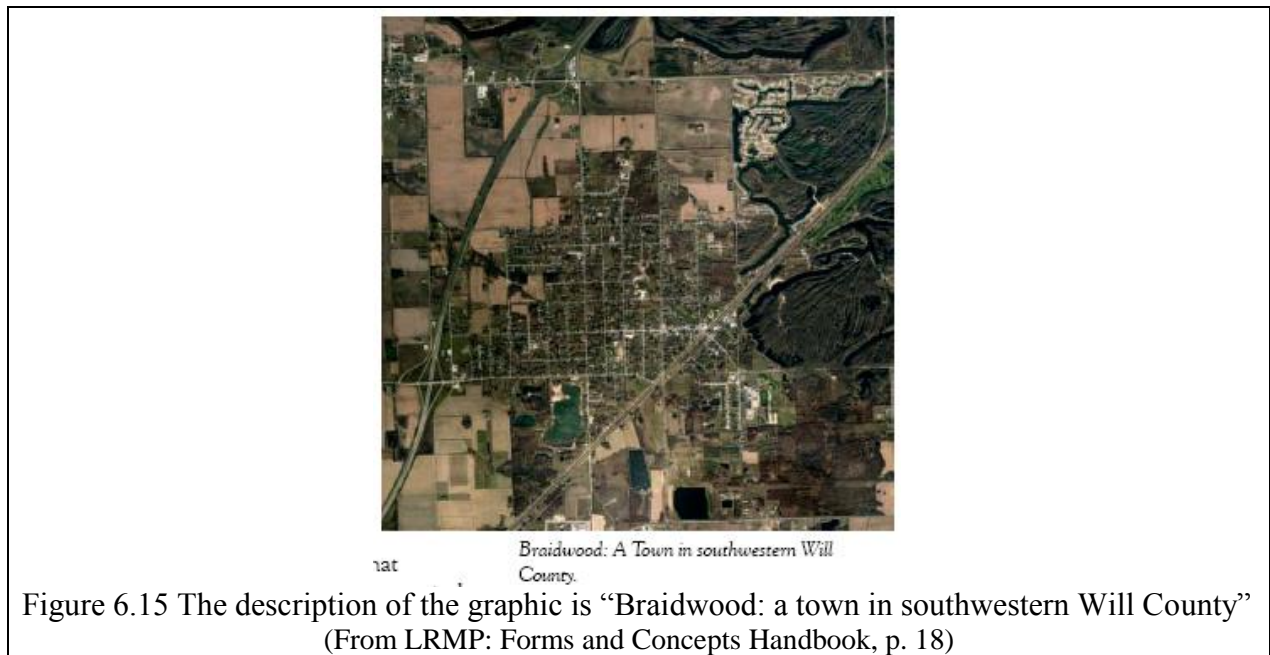 Braidwood: A Town in southwestern Will
nat
County.
Figure 6.15 The description of the graphic is “Braidwood: a town in southwestern Will County”
(From LRMP: Forms and Concepts Handbook, p. 18)